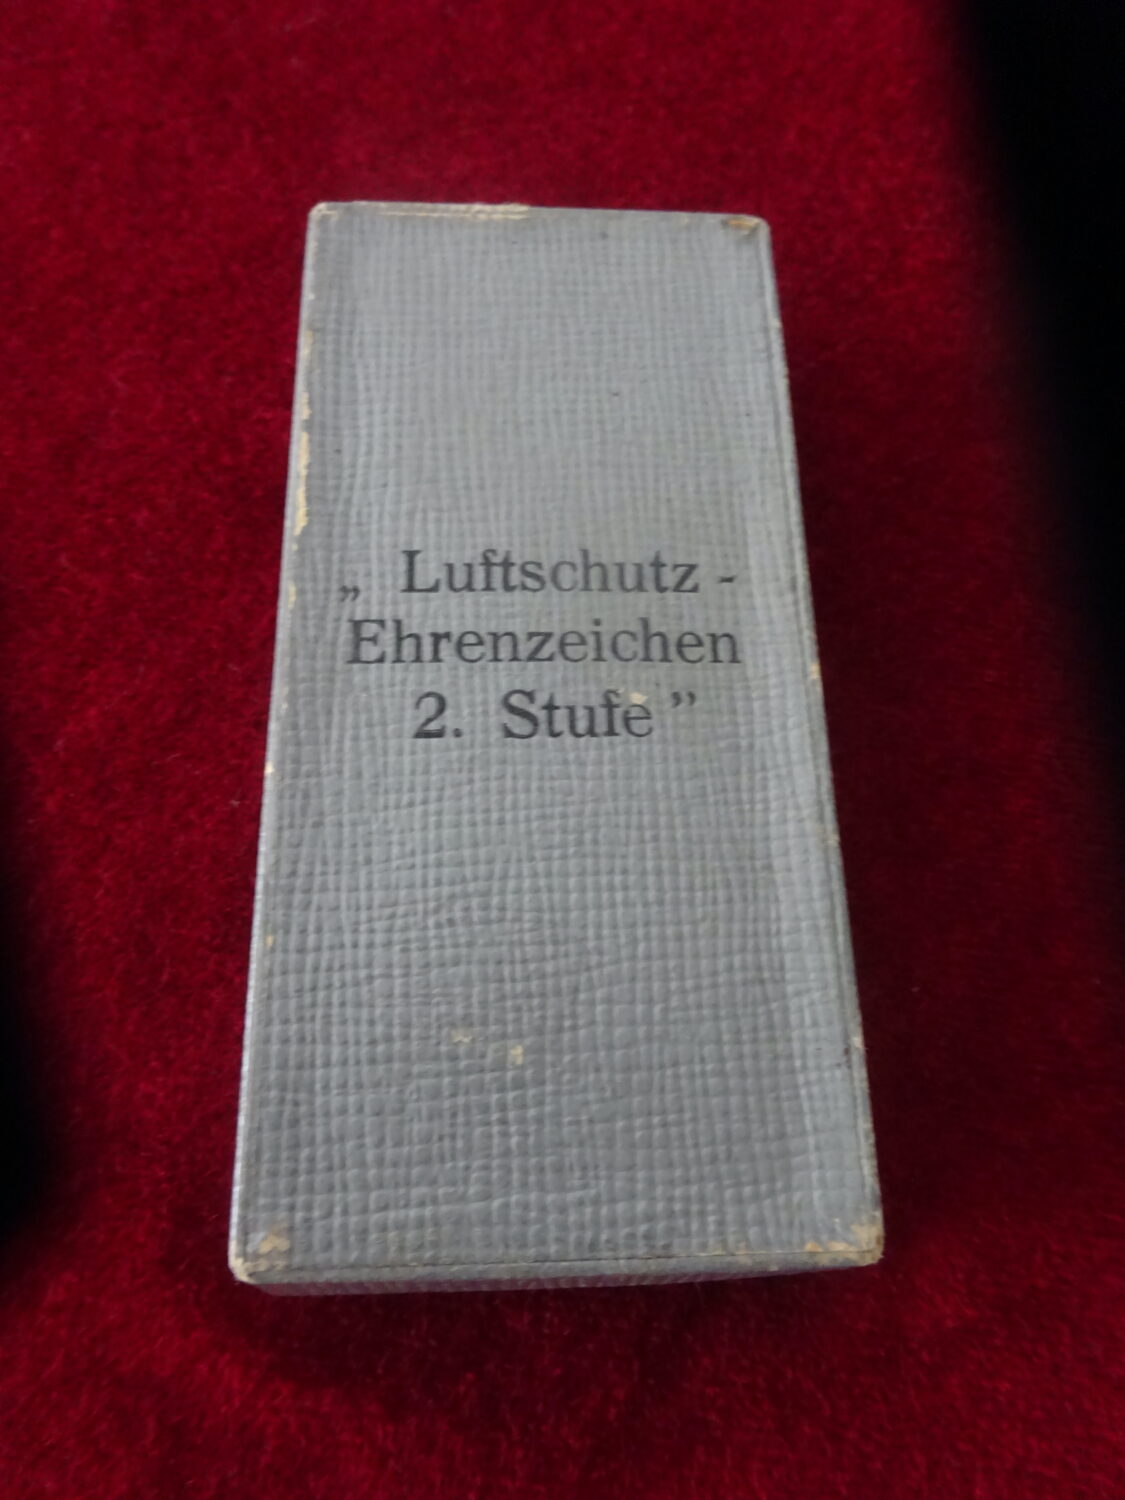 „ Luftschutz -
Ehrenzeichen
2. Stufe ”